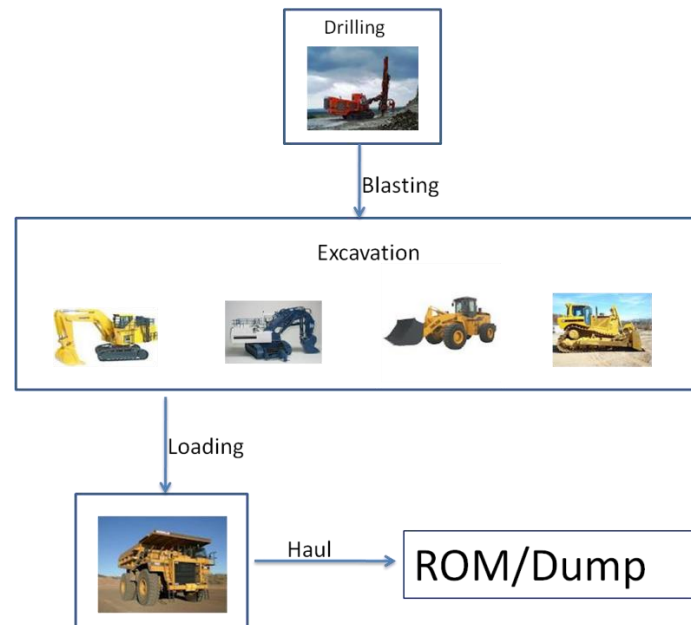 Drilling
Blasting
Excavation
Loading
Haul
ROM/Dump